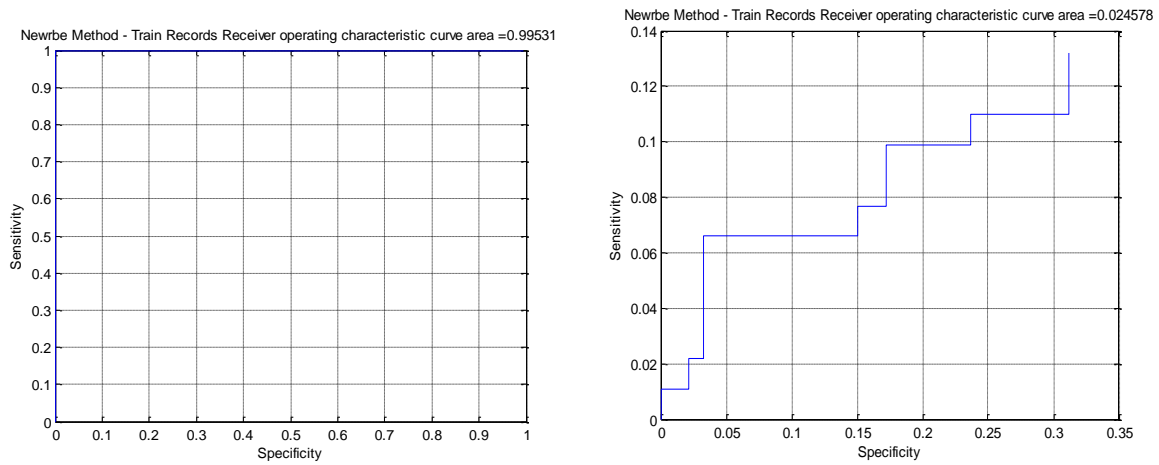 Newrbe Method - Train Records Receiver operating characteristic curve area =0.99531
1
0.9
0.8
0.7
0.6
0.5
0.4
0.3
0.2
0.1
0
Sensitivity
0 0.1 0.2 0.3 0.4 0.5 0.6 0.7 0.8 0.9 1
Specificity
Newrbe Method - Train Records Receiver operating characteristic curve area =0.024578
0.14
0.12
0.1
0.08
0.06
0.04
0.02
0
Sensitivity
0 0.05 0.1 0.15 0.2 0.25 0.3 0.35
Specificity